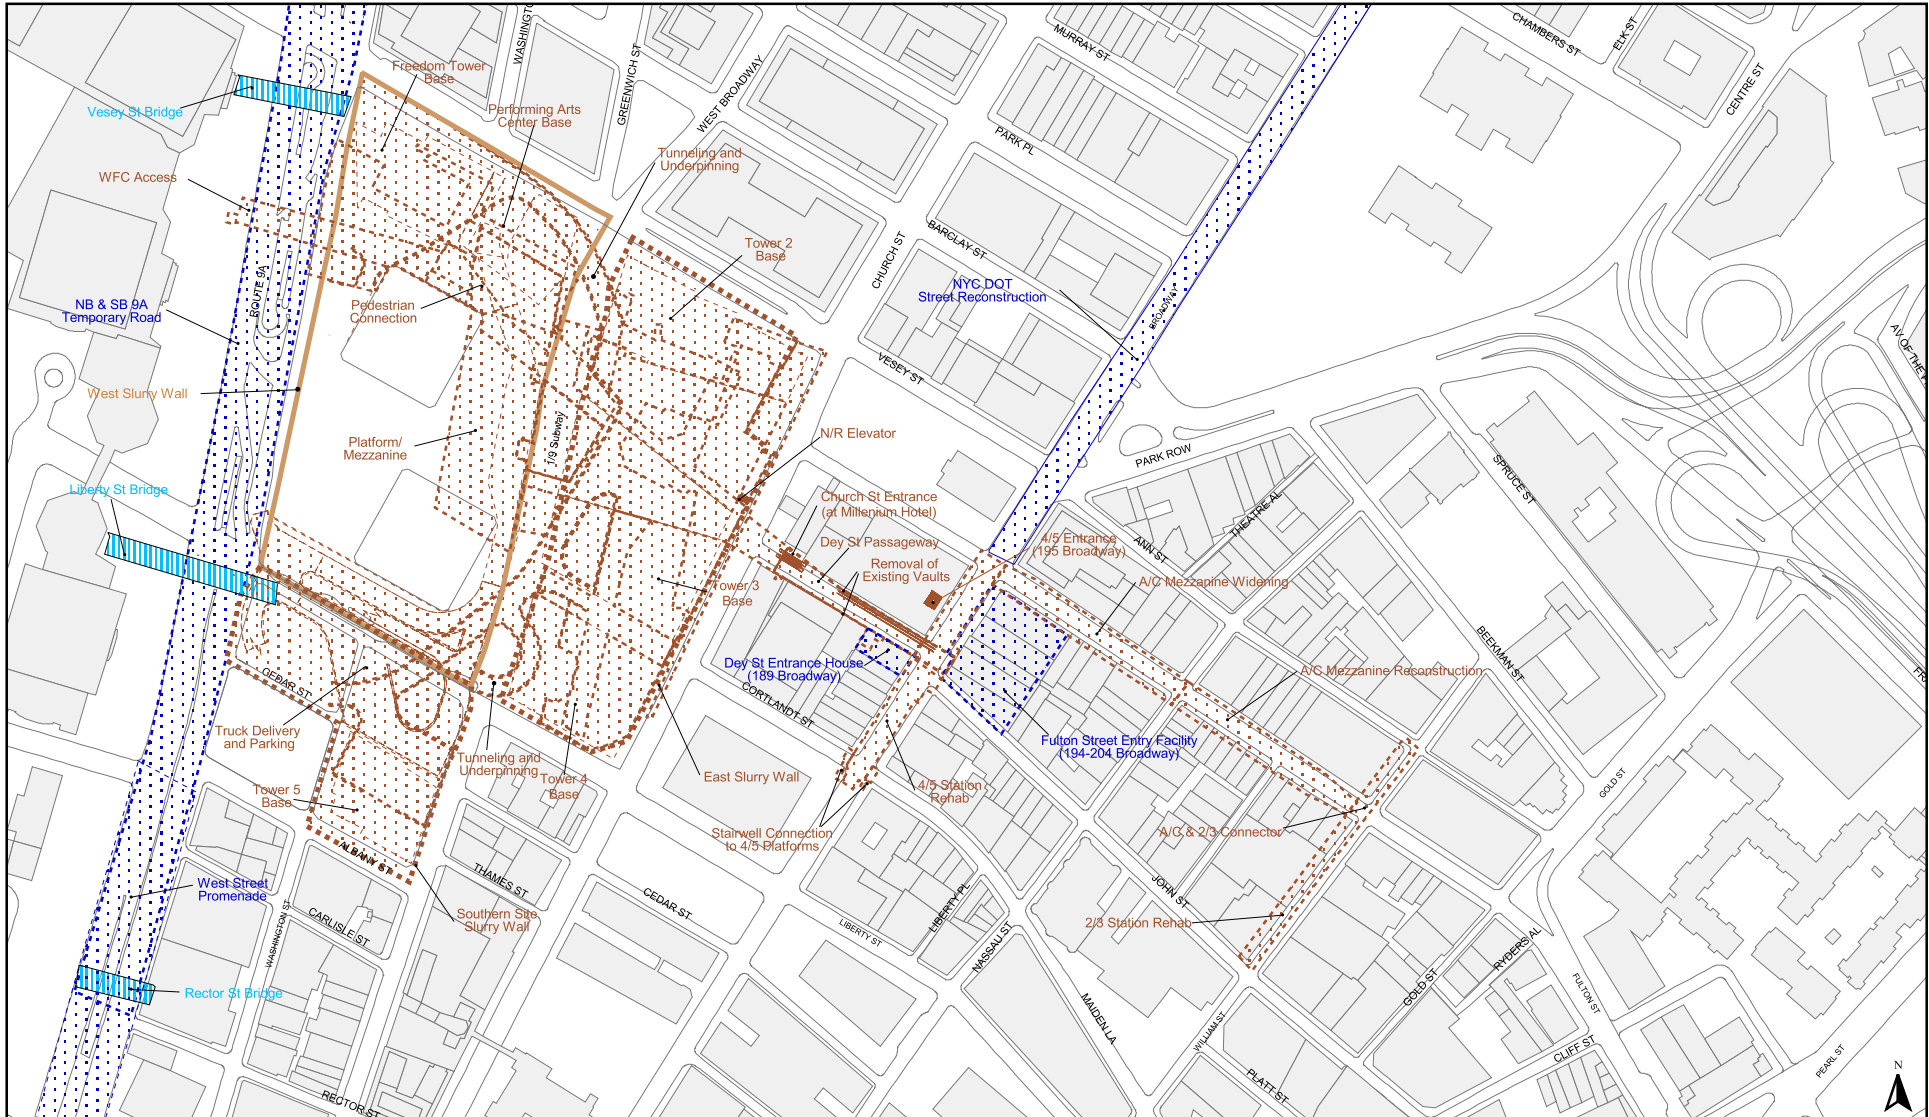 CHAMBERS ST
ELK ST
WASHINGTO
MURRAY ST
GREENWICH ST
WEST BROADWAY
CENTRE ST
Freedom Tower
Base
Vesey St Bridge
Performing Arts
Center Base
PARK PL
Tunneling and
Underpinning
WFC Access
BARCLAY ST
CHURCH ST
Tower 2
Base
ROUTE 9A
NYC DOT
Street Reconstruction
BROADWAY
NB & SB 9A
Temporary Road
Pedestrian
Connection
AV OF THE
VESEY ST
West Slurry Wall
1/9 Subway
Platform/
Mezzanine
N/R Elevator
PARK ROW
SPRUCE ST
Liberty St Bridge
Church St Entrance
(at Millenium Hotel)
THEATRE AL
Dey St Passageway
4/5 Entrance
(195 Broadway)
ANN ST
Removal of
Existing Vaults
A/C Mezzanine Widening
Tower 3
Base
BEEKMAN ST
Dey St Entrance House
(189 Broadway)
A/C Mezzanine Reconstruction
CEDAR ST
CORTLANDT ST
Truck Delivery
and Parking
Fulton Street Entry Facility
(194-204 Broadway)
Tunneling and
Underpinning
Tower 4
Base
East Slurry Wall
4/5 Station
Rehab
GOLD ST
Tower 5
Base
Stairwell Connection
to 4/5 Platforms
A/C & 2/3 Connector
ALBANY ST
THAMES ST
West Street
Promenade
CEDAR ST
LIBERTY PL
JOHN ST
Southern Site
Slurry Wall
CARLISLE ST
WASHINGTON ST
LIBERTY ST
NASSAU ST
2/3 Station Rehab
RYDERS AL
Rector St Bridge
GOLD ST
FULTON ST
MAIDEN LA
WILLIAM ST
CLIFF ST
PEARL ST
PLATT ST
RECTOR ST
N